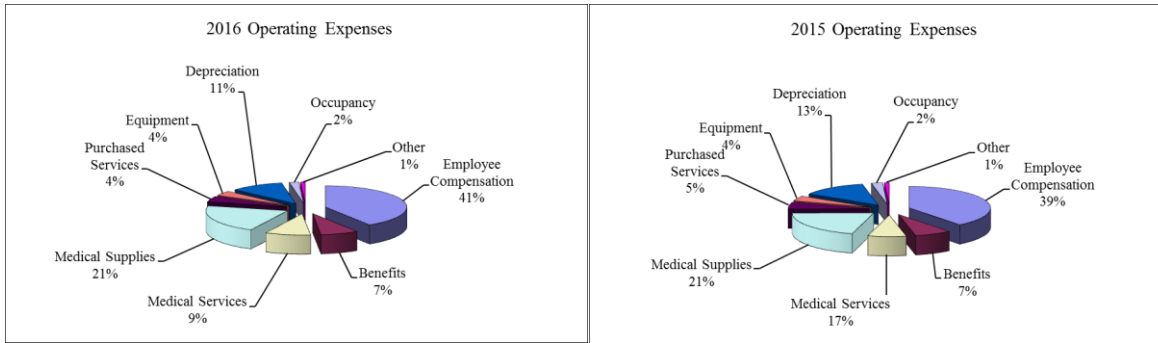 2016 Operating Expenses
Depreciation
11%
Occupancy
2%
Equipment
4%
Other
1%
Purchased
Services
4%
Employee
Compensation
41%
Medical Supplies
21%
Benefits
7%
Medical Services
9%
2015 Operating Expenses
Depreciation
13%
Occupancy
2%
Equipment
4%
Other
1%
Purchased
Services
5%
Employee
Compensation
39%
Medical Supplies
21%
Benefits
7%
Medical Services
17%